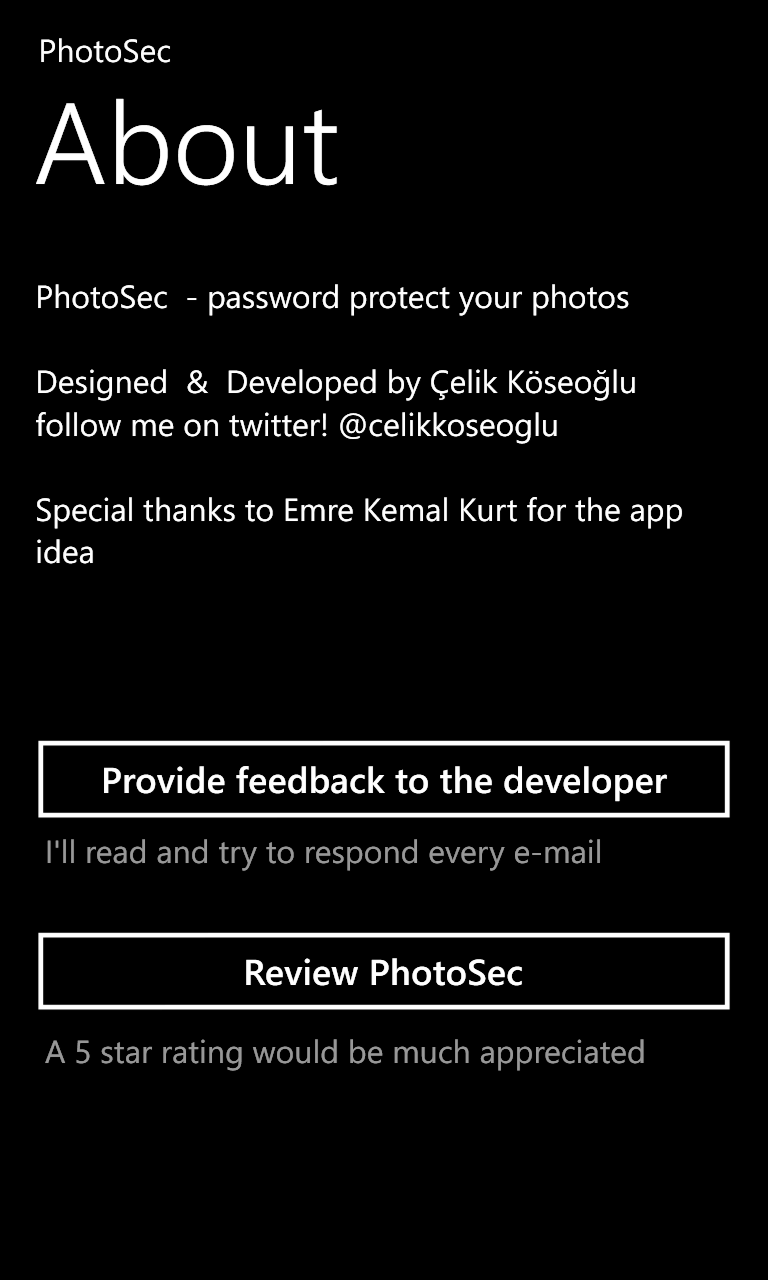 PhotoSec
About
PhotoSec  - password protect your photos
Designed  &  Developed by Çelik Köseoğlu
follow me on twitter! @celikkoseoglu
Special thanks to Emre Kemal Kurt for the app
idea
Provide feedback to the developer
I'll read and try to respond every e-mail
Review PhotoSec
A 5 star rating would be much appreciated